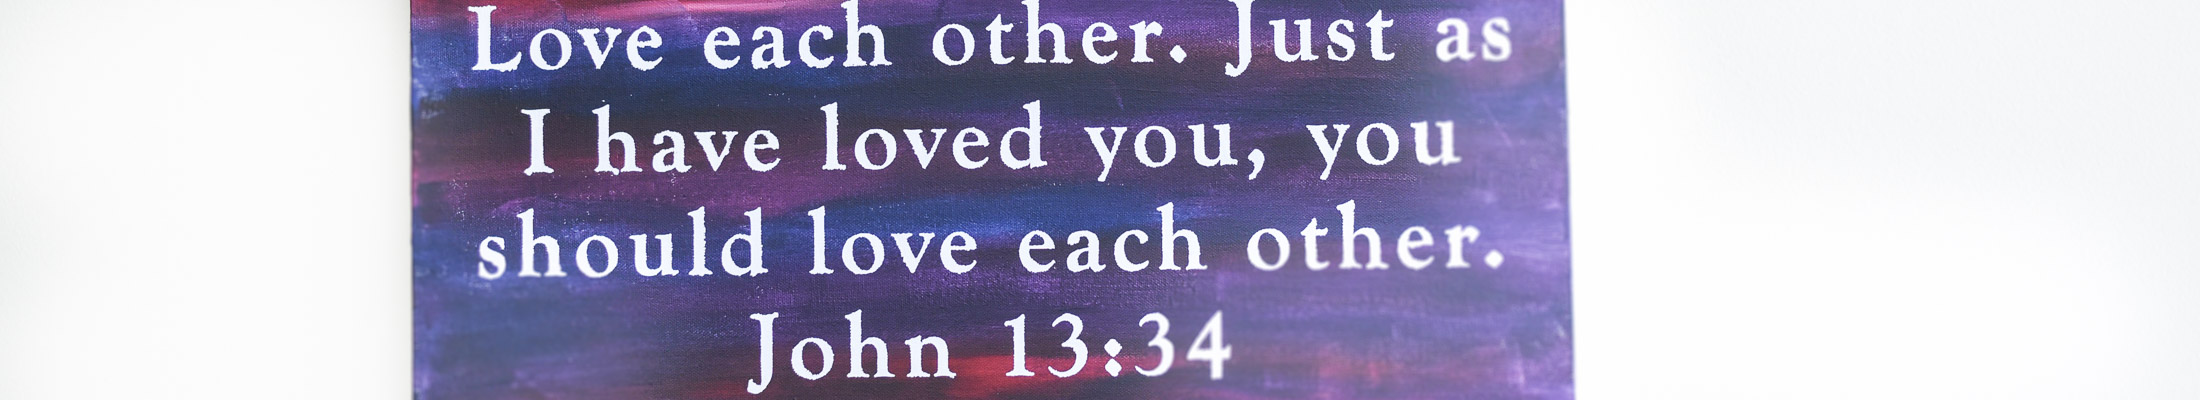 Love each other. Just as
I have loved you, you
should love each other.
John 13:34